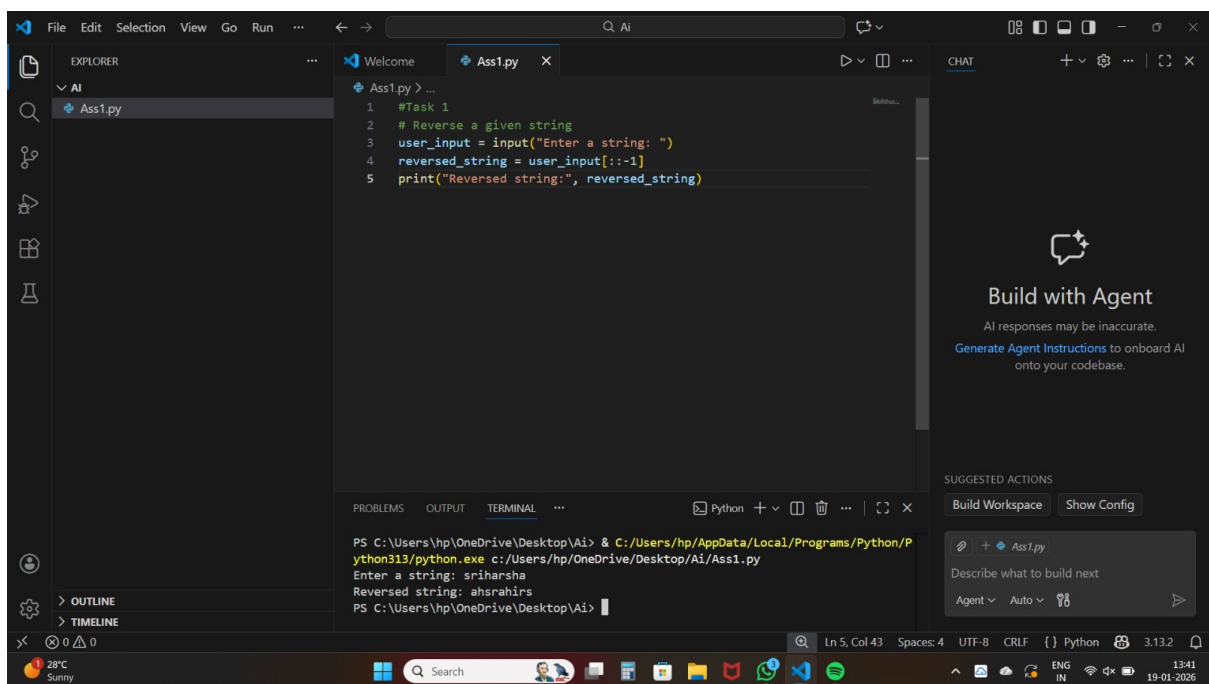 File Edit Selection View Go Run ··· Ai
EXPLORER ···
AI
Ass1.py
OUTLINE
TIMELINE
Welcome Ass1.py
Ass1.py > ...
1 #Task 1
2 # Reverse a given string
3 user_input = input("Enter a string: ")
4 reversed_string = user_input[::-1]
5 print("Reversed string:", reversed_string)
PROBLEMS OUTPUT TERMINAL ··· Python
PS C:\Users\hp\OneDrive\Desktop\Ai> & C:/Users/hp/AppData/Local/Programs/Python/P
ython313/python.exe c:/Users/hp/OneDrive/Desktop/Ai/Ass1.py
Enter a string: sriharsha
Reversed string: ahsrahirs
PS C:\Users\hp\OneDrive\Desktop\Ai>
CHAT
Build with Agent
AI responses may be inaccurate.
Generate Agent Instructions to onboard AI
onto your codebase.
SUGGESTED ACTIONS
Build Workspace Show Config
Ass1.py
Describe what to build next
Agent Auto
0 0 Ln 5, Col 43 Spaces: 4 UTF-8 CRLF {} Python 3.13.2
1 28°C
Sunny
Search
3
ENG
IN
13:41
19-01-2026